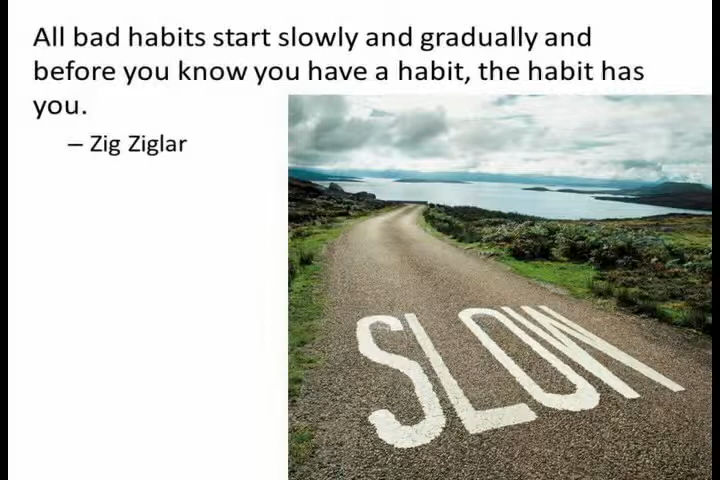 All bad habits start slowly and gradually and
before you know you have a habit, the habit has
you.
– Zig Ziglar
SLOW